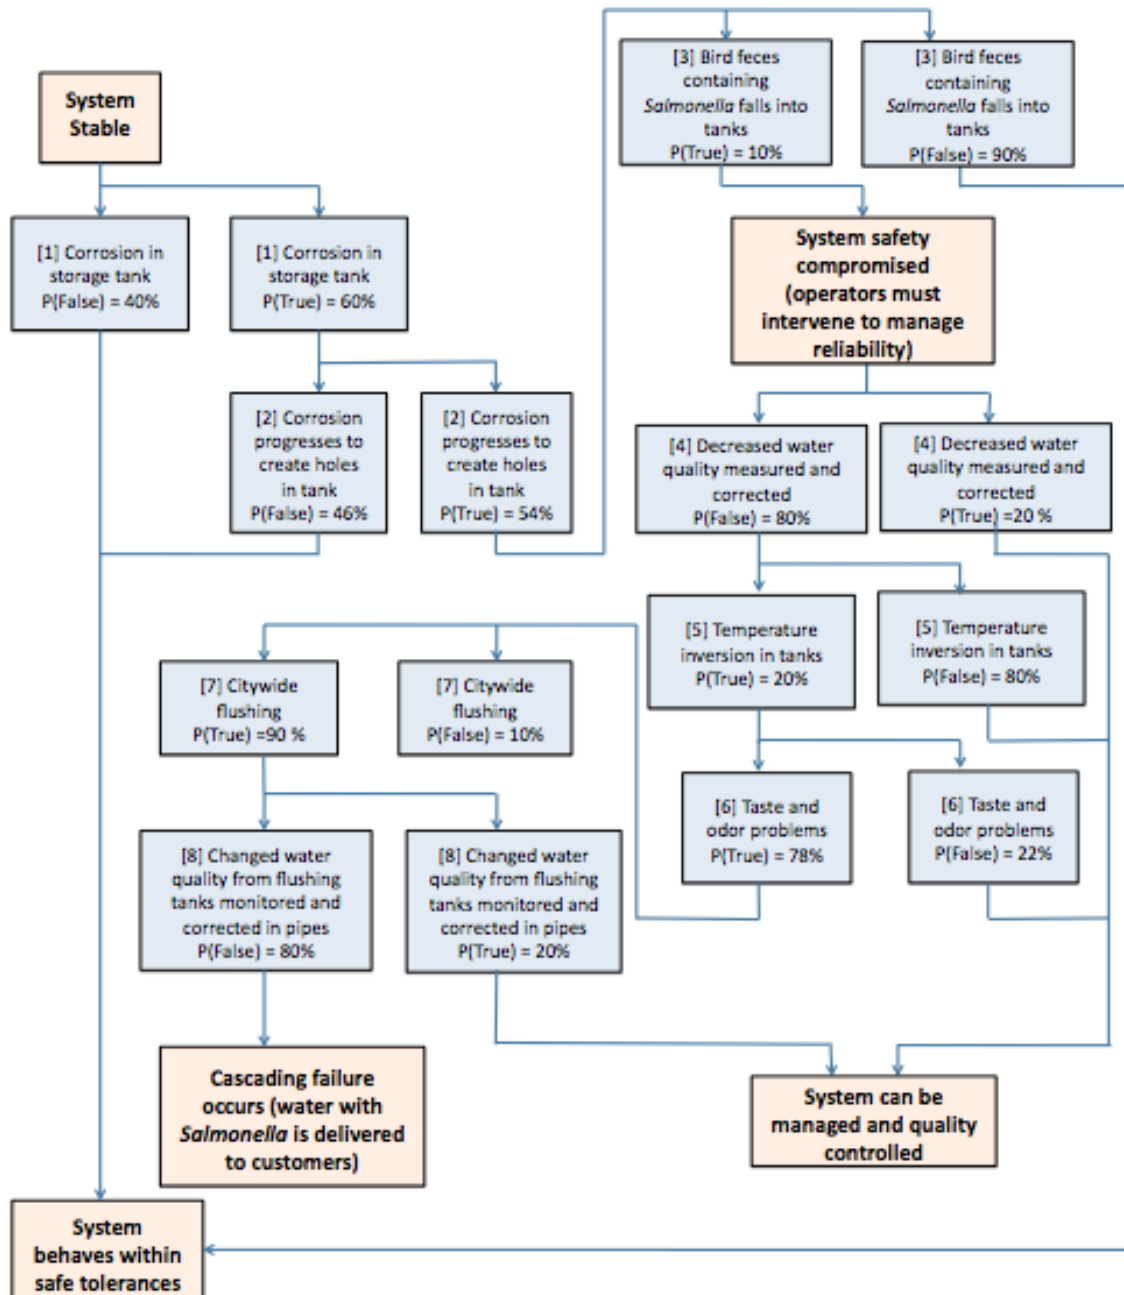 System
Stable
[1] Corrosion in
storage tank
P(False) = 40%
[1] Corrosion in
storage tank
P(True) = 60%
[2] Corrosion
progresses to
create holes
in tank
P(False) = 46%
[2] Corrosion
progresses to
create holes
in tank
P(True) = 54%
[3] Bird feces
containing
Salmonella falls into
tanks
P(True) = 10%
[3] Bird feces
containing
Salmonella falls into
tanks
P(False) = 90%
System safety
compromised
(operators must
intervene to manage
reliability)
[4] Decreased water
quality measured and
corrected
P(False) = 80%
[4] Decreased water
quality measured and
corrected
P(True) =20 %
[5] Temperature
inversion in tanks
P(True) = 20%
[5] Temperature
inversion in tanks
P(False) = 80%
[6] Taste and
odor problems
P(True) = 78%
[6] Taste and
odor problems
P(False) = 22%
[7] Citywide
flushing
P(True) =90 %
[7] Citywide
flushing
P(False) = 10%
[8] Changed water
quality from flushing
tanks monitored and
corrected in pipes
P(False) = 80%
[8] Changed water
quality from flushing
tanks monitored and
corrected in pipes
P(True) = 20%
Cascading failure
occurs (water with
Salmonella is delivered
to customers)
System can be
managed and quality
controlled
System
behaves within
safe tolerances